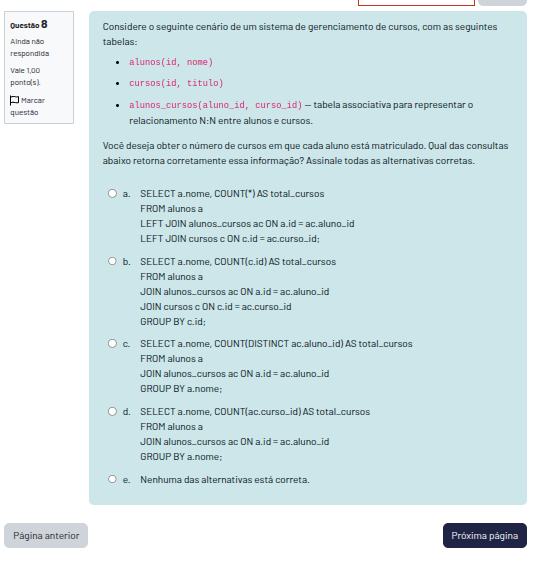 Questão 8
Ainda não
respondida
Vale 1,00
ponto(s).
Marcar
questão
Considere o seguinte cenário de um sistema de gerenciamento de cursos, com as seguintes
tabelas:
alunos(id, nome)
cursos(id, titulo)
alunos_cursos(aluno_id, curso_id) — tabela associativa para representar o
relacionamento N:N entre alunos e cursos.
Você deseja obter o número de cursos em que cada aluno está matriculado. Qual das consultas
abaixo retorna corretamente essa informação? Assinale todas as alternativas corretas.
a. SELECT a.nome, COUNT(*) AS total_cursos
FROM alunos a
LEFT JOIN alunos_cursos ac ON a.id = ac.aluno_id
LEFT JOIN cursos c ON c.id = ac.curso_id;
b. SELECT a.nome, COUNT(c.id) AS total_cursos
FROM alunos a
JOIN alunos_cursos ac ON a.id = ac.aluno_id
JOIN cursos c ON c.id = ac.curso_id
GROUP BY c.id;
c. SELECT a.nome, COUNT(DISTINCT ac.aluno_id) AS total_cursos
FROM alunos a
JOIN alunos_cursos ac ON a.id = ac.aluno_id
GROUP BY a.nome;
d. SELECT a.nome, COUNT(ac.curso_id) AS total_cursos
FROM alunos a
JOIN alunos_cursos ac ON a.id = ac.aluno_id
GROUP BY a.nome;
e. Nenhuma das alternativas está correta.
Página anterior
Próxima página